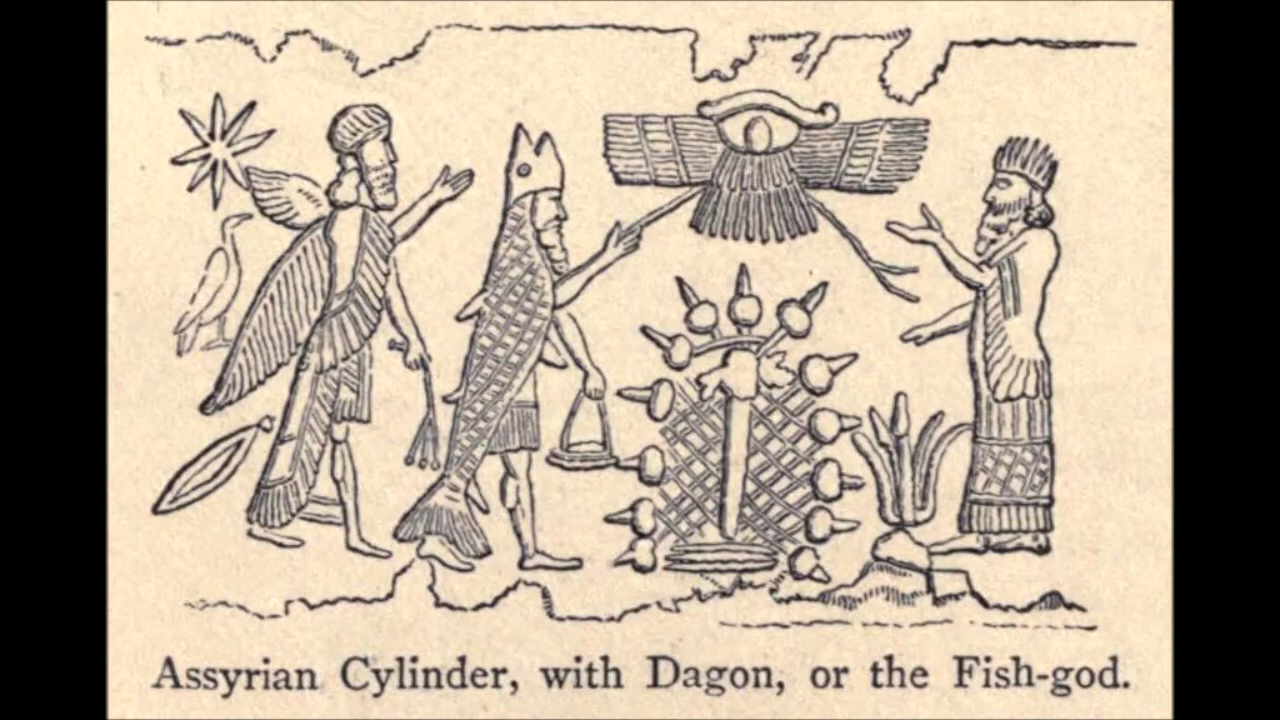 Assyrian Cylinder, with Dagon, or the Fish-god.